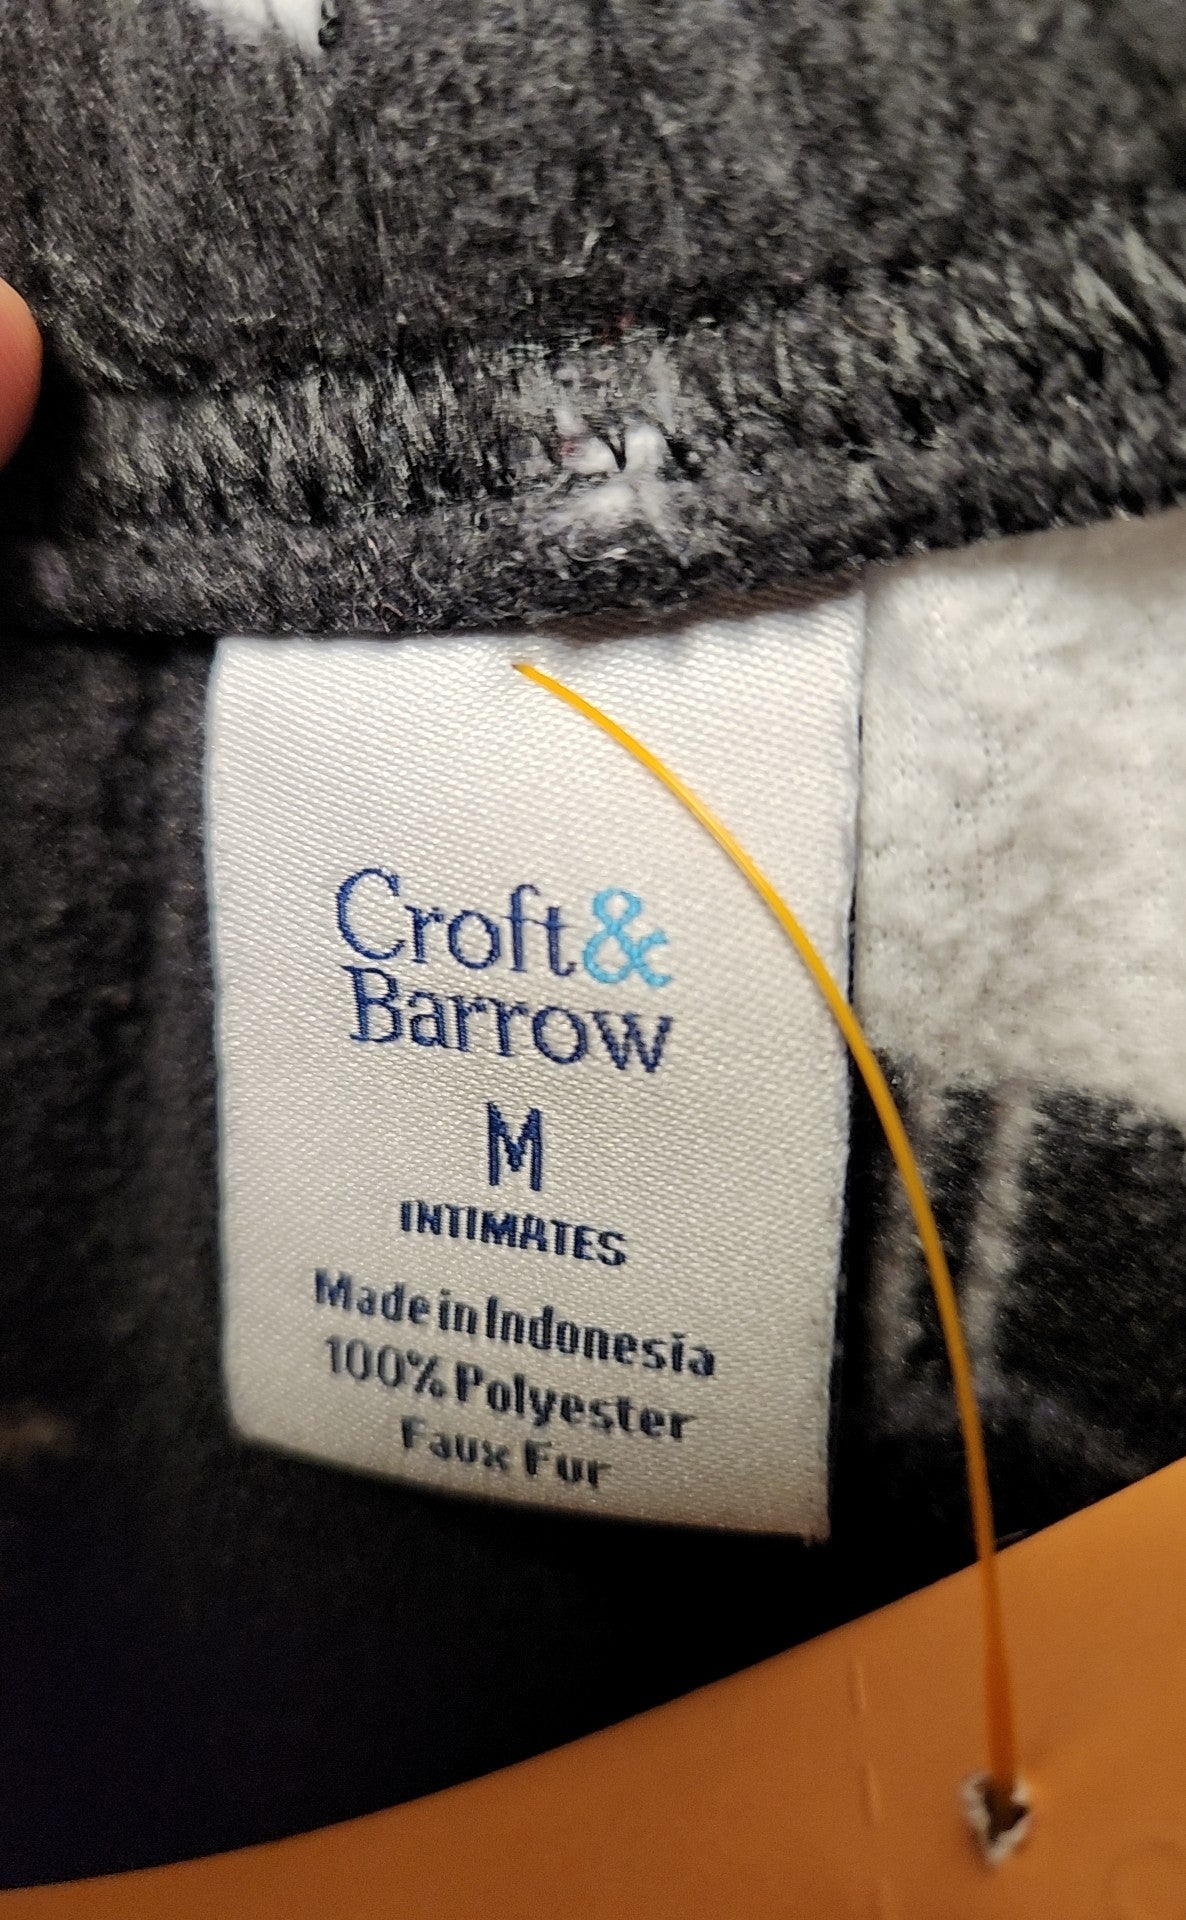 Croft&
Barrow
M
INTIMATES
Made in Indonesia
100% Polyester
Faux Fur